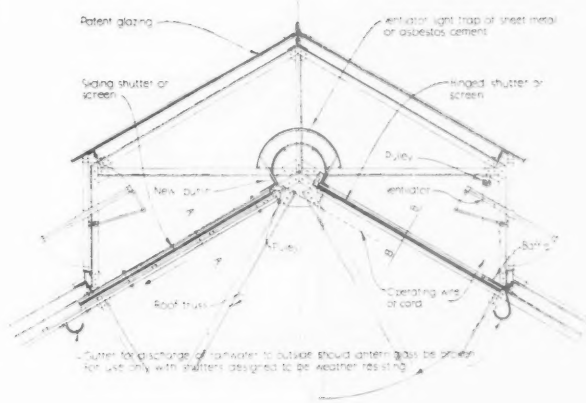 Patent glazing
Ventilator light trap of sheet metal
or asbestos cement
Sliding shutter or
screen
Hinged shutter or
screen
Pulley
New purlin
Ventilator
A
B
A
B
Pulley
Baffle
Roof truss
Operating wire
or cord
Gutter for discharge of rainwater to outside should lantern glass be broken
For use only with shutters designed to be weather resisting